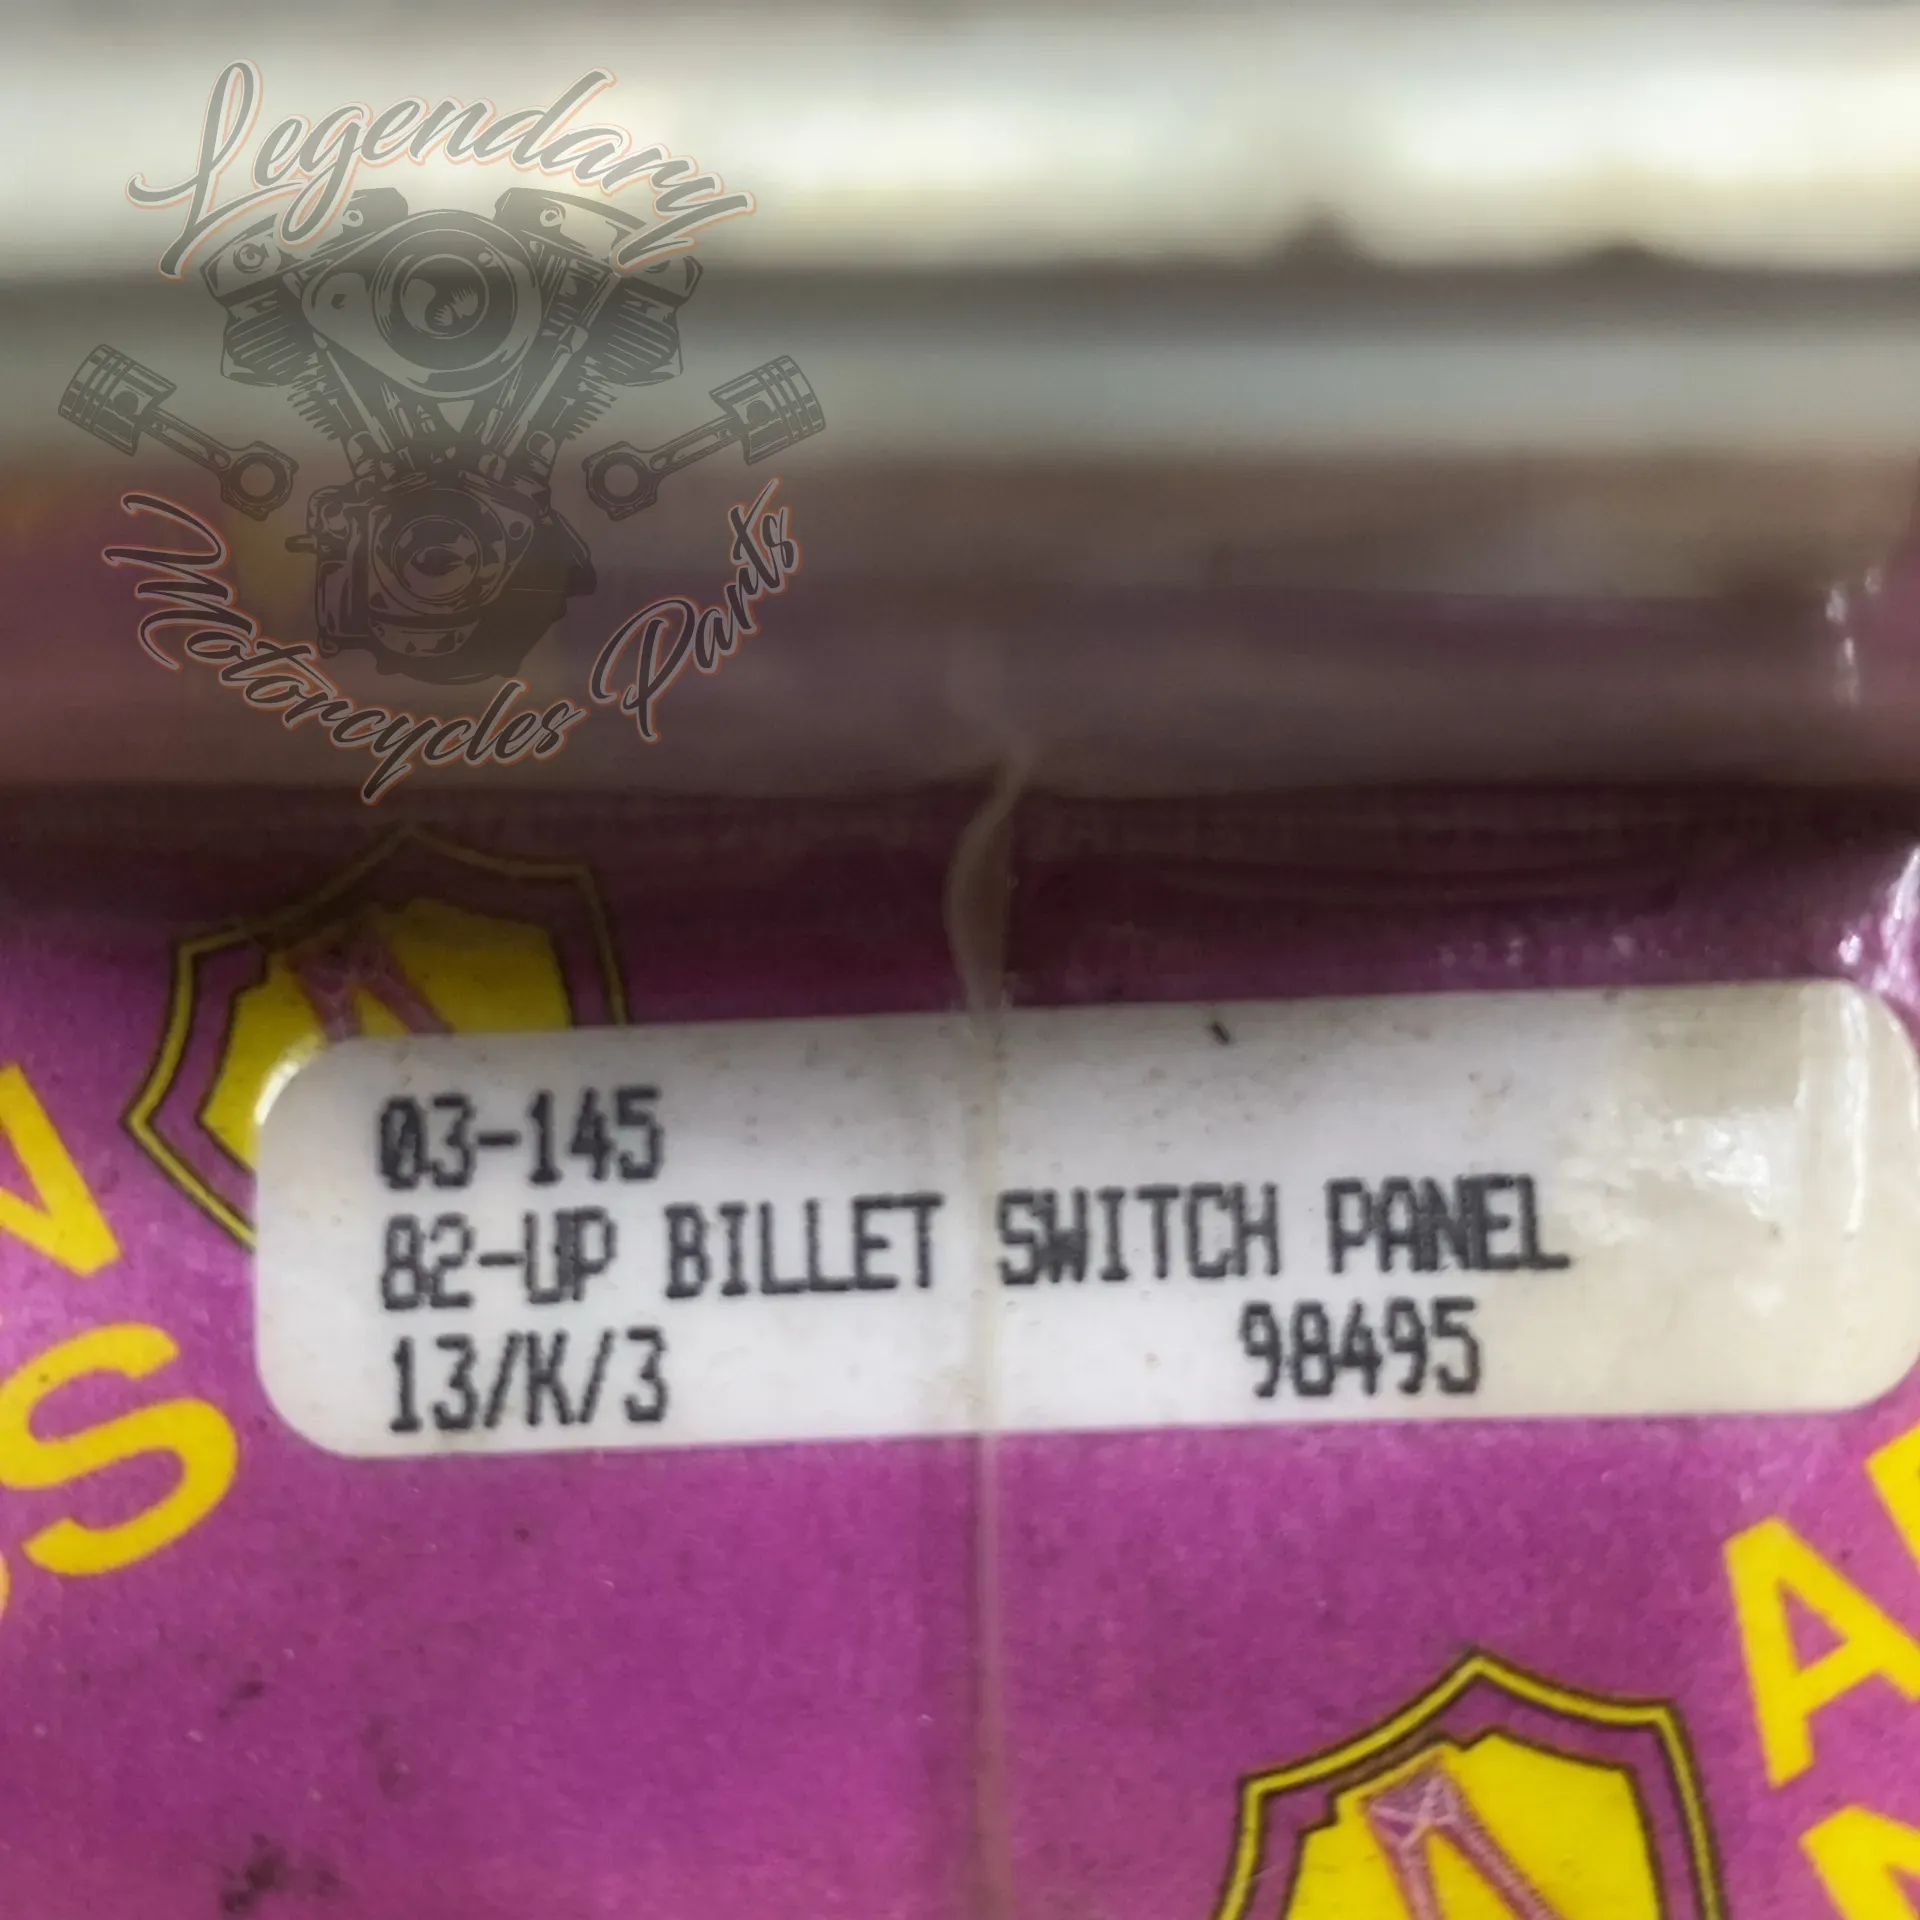 Legendary
Motorcycles Parts
03-145
82-UP BILLET SWITCH PANEL
13/K/3 98495